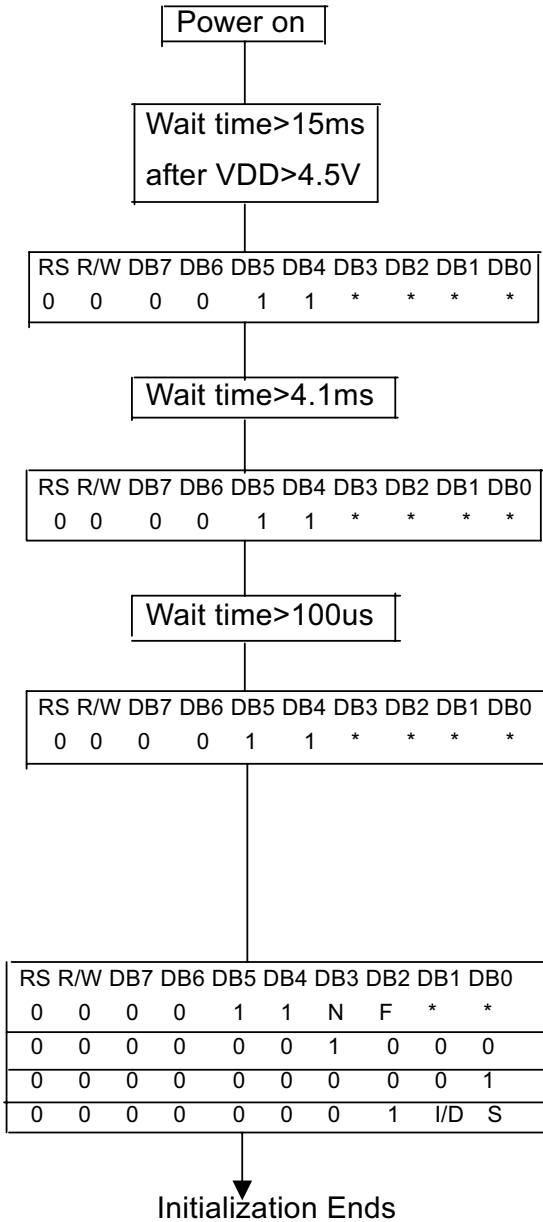 Power on
Wait time>15ms
after VDD>4.5V
RS R/W DB7 DB6 DB5 DB4 DB3 DB2 DB1 DB0
0 0 0 0 1 1 * * * *
Wait time>4.1ms
RS R/W DB7 DB6 DB5 DB4 DB3 DB2 DB1 DB0
0 0 0 0 1 1 * * * *
Wait time>100us
RS R/W DB7 DB6 DB5 DB4 DB3 DB2 DB1 DB0
0 0 0 0 1 1 * * * *
RS R/W DB7 DB6 DB5 DB4 DB3 DB2 DB1 DB0
0 0 0 0 1 1 N F * *
0 0 0 0 0 0 1 0 0 0
0 0 0 0 0 0 0 0 0 1
0 0 0 0 0 0 0 1 I/D S
Initialization Ends